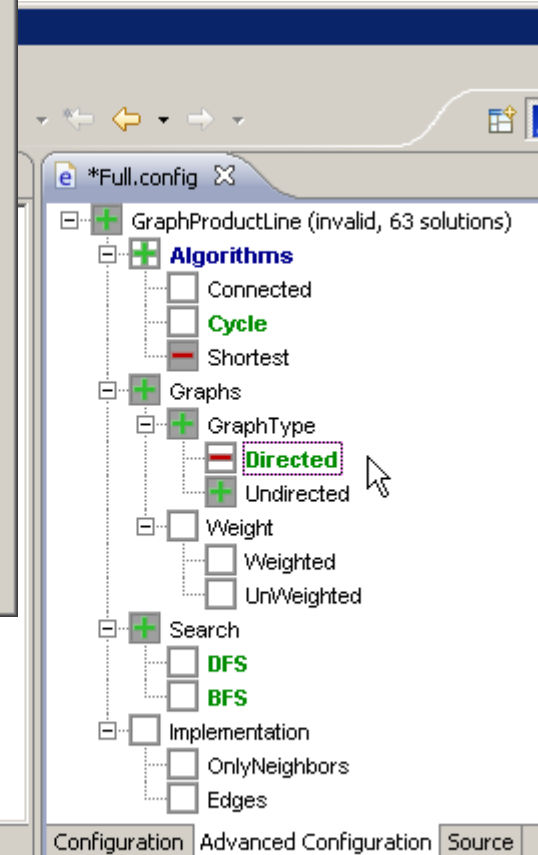 *Full.config
GraphProductLine (invalid, 63 solutions)
Algorithms
Connected
Cycle
Shortest
Graphs
GraphType
Directed
Undirected
Weight
Weighted
UnWeighted
Search
DFS
BFS
Implementation
OnlyNeighbors
Edges
Configuration Advanced Configuration Source